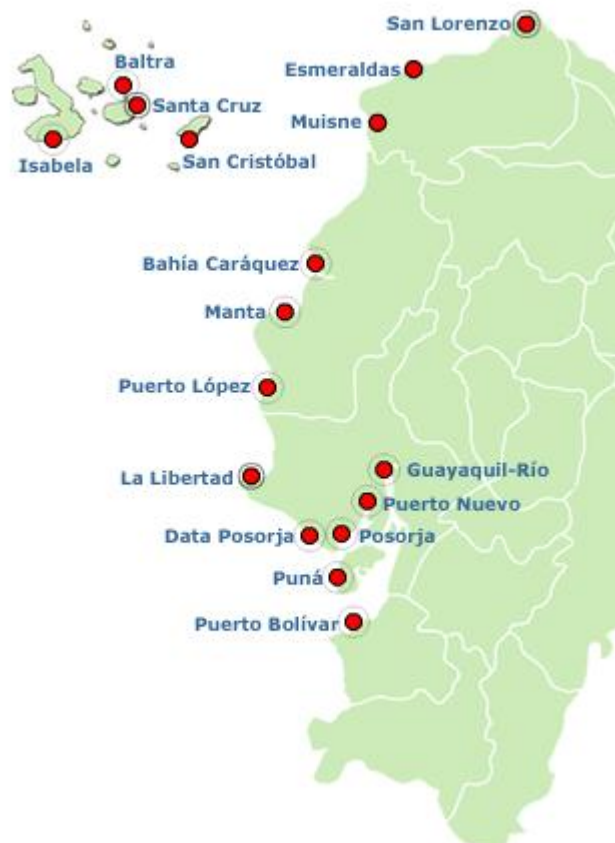 San Lorenzo
Baltra
Esmeraldas
Santa Cruz
Muisne
Isabela
San Cristóbal
Bahía Caráquez
Manta
Puerto López
Guayaquil-Río
La Libertad
Puerto Nuevo
Data Posorja
Posorja
Puná
Puerto Bolívar